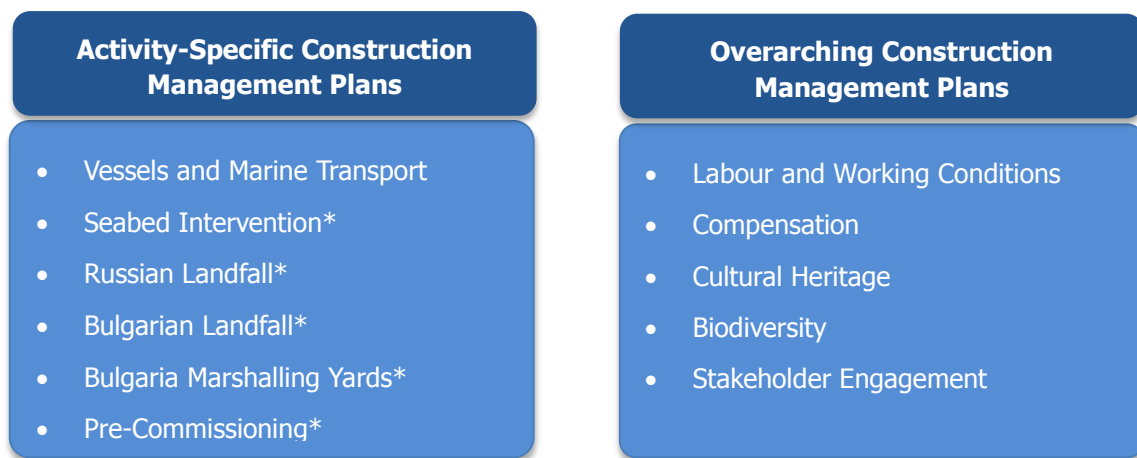 Activity-Specific Construction
Management Plans
• Vessels and Marine Transport
• Seabed Intervention*
• Russian Landfall*
• Bulgarian Landfall*
• Bulgaria Marshalling Yards*
• Pre-Commissioning*
Overarching Construction
Management Plans
• Labour and Working Conditions
• Compensation
• Cultural Heritage
• Biodiversity
• Stakeholder Engagement